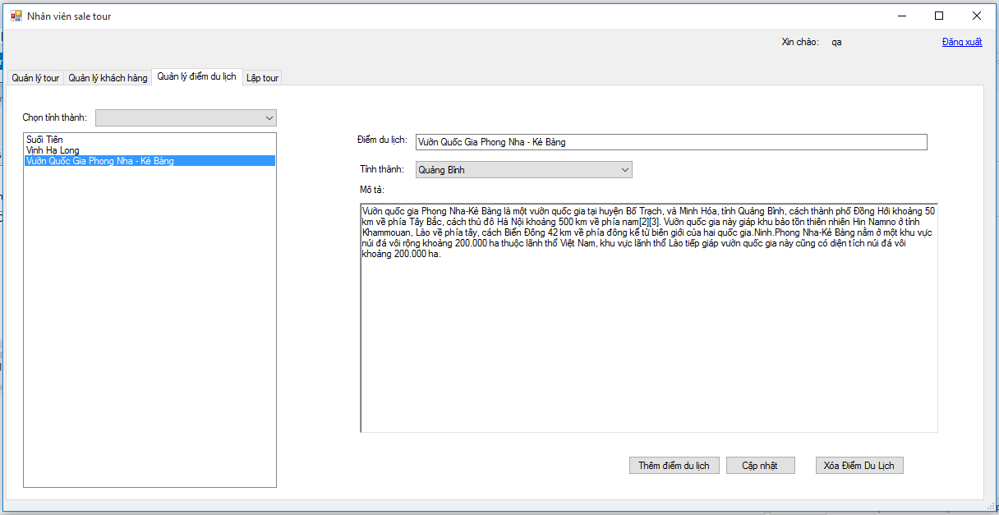 Nhân viên sale tour
Xin chào: qa Đăng xuất
Quản lý tour Quản lý khách hàng Quản lý điểm du lịch Lập tour
Chọn tỉnh thành:
Suối Tiên
Vịnh Hạ Long
Vườn Quốc Gia Phong Nha - Kẻ Bàng
Điểm du lịch: Vườn Quốc Gia Phong Nha - Kẻ Bàng
Tỉnh thành: Quảng Bình
Mô tả:
Vườn quốc gia Phong Nha-Kẻ Bàng là một vườn quốc gia tại huyện Bố Trạch, và Minh Hóa, tỉnh Quảng Bình, cách thành phố Đồng Hới khoảng 50
km về phía Tây Bắc, cách thủ đô Hà Nội khoảng 500 km về phía nam[2][3]. Vườn quốc gia này giáp khu bảo tồn thiên nhiên Hin Namno ở tỉnh
Khammouan, Lào về phía tây, cách Biển Đông 42 km về phía đông kể từ biên giới của hai quốc gia.Ninh.Phong Nha-Kẻ Bàng nằm ở một khu vực
núi đá vôi rộng khoảng 200.000 ha thuộc lãnh thổ Việt Nam, khu vực lãnh thổ Lào tiếp giáp vườn quốc gia này cũng có diện tích núi đá vôi
khoảng 200.000 ha.
Thêm điểm du lịch Cập nhật Xóa Điểm Du Lịch